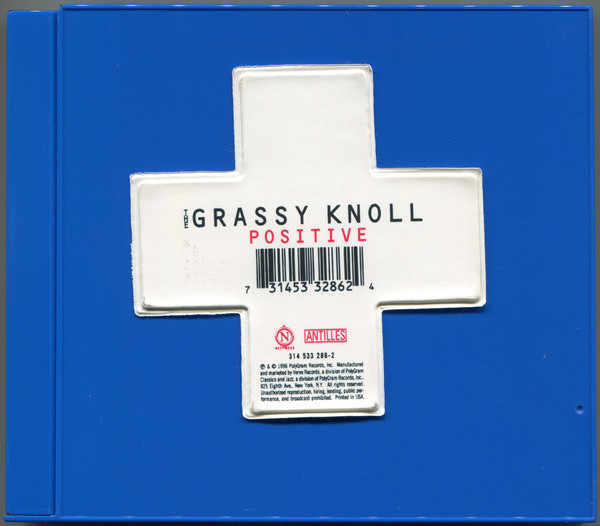 THE GRASSY KNOLL
POSITIVE
7 31453 32862 4
N
ANTILLES
314 533 286-2
℗ & © 1996 PolyGram Records, Inc. Manufactured
and marketed by Verve Records, a division of PolyGram
Classics and Jazz, a division of PolyGram Records, Inc.,
825 Eighth Ave., New York, N.Y. All rights reserved.
Unauthorized reproduction, hiring, lending, public per-
formance, and broadcast prohibited. Printed in USA.